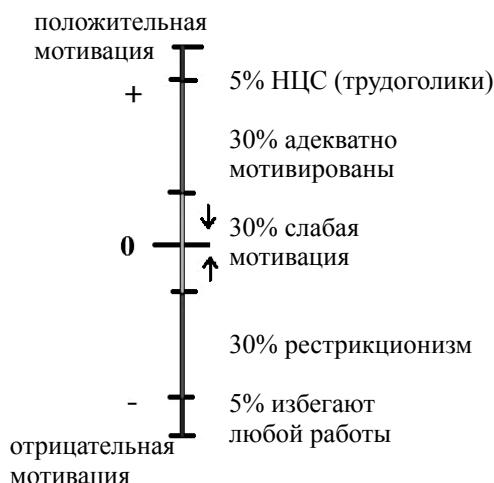 положительная
мотивация
+
5% НЦС (трудоголики)
30% адекватно
мотивированы
0
30% слабая
мотивация
30% рестрикционизм
-
5% избегают
любой работы
отрицательная
мотивация